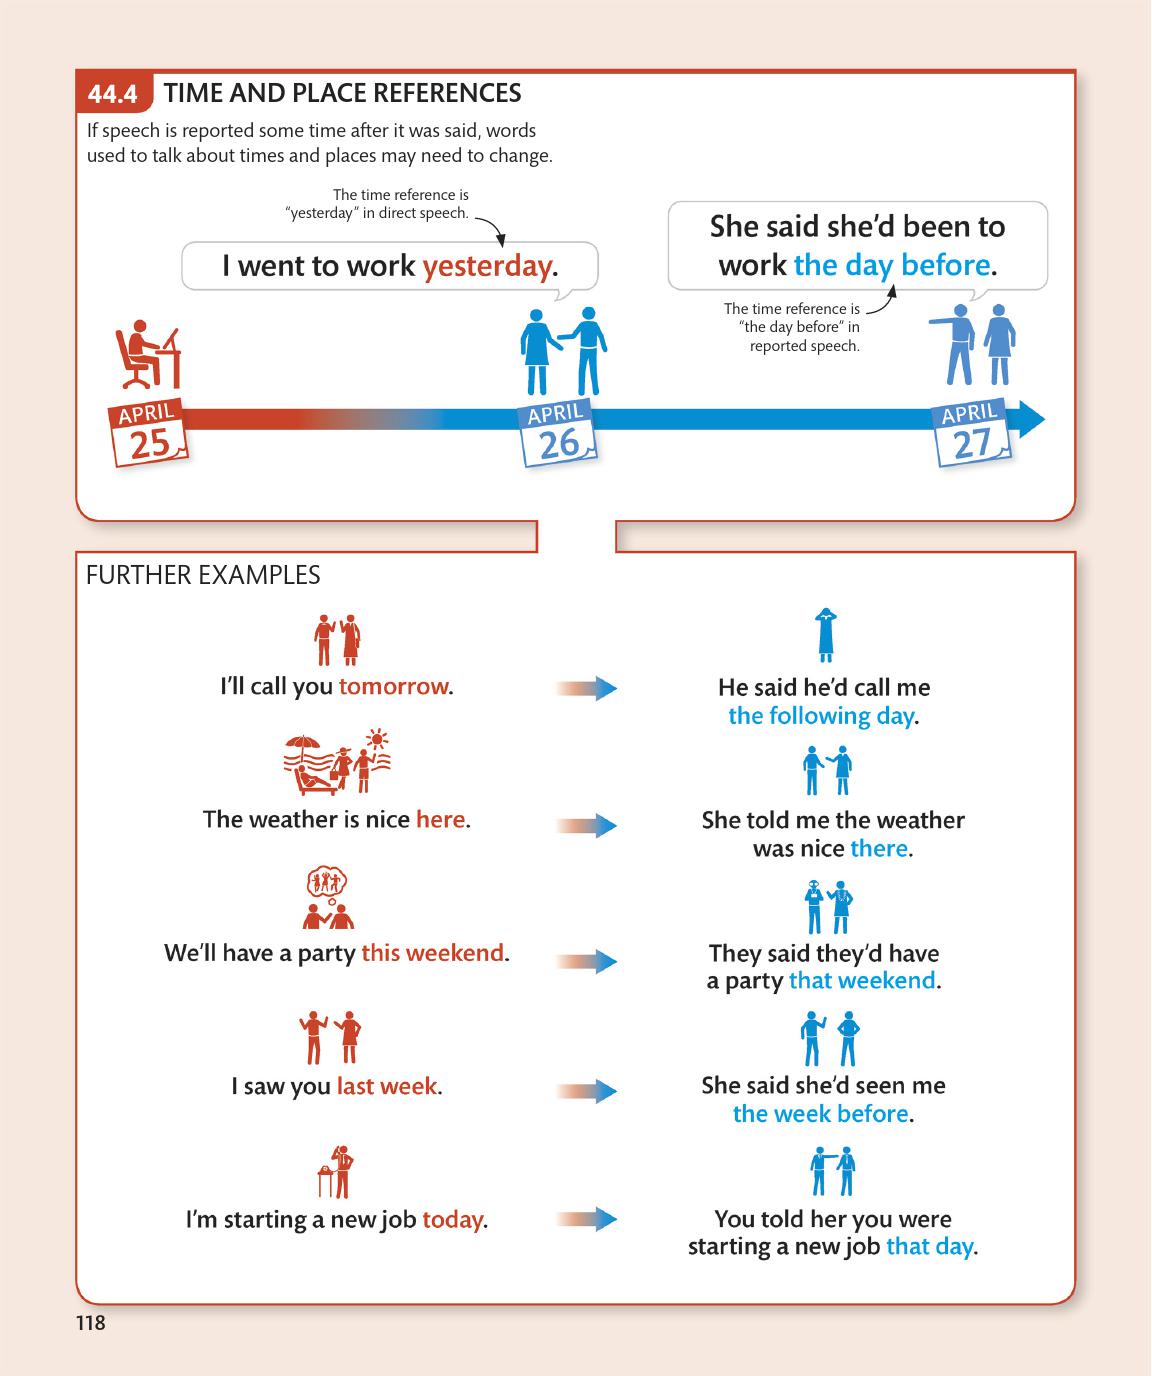 44.4 TIME AND PLACE REFERENCES
If speech is reported some time after it was said, words
used to talk about times and places may need to change.
The time reference is
“yesterday” in direct speech.
I went to work yesterday.
She said she’d been to
work the day before.
The time reference is
“the day before” in
reported speech.
APRIL
25
APRIL
26
APRIL
27
FURTHER EXAMPLES
I’ll call you tomorrow.
He said he’d call me
the following day.
The weather is nice here.
She told me the weather
was nice there.
We’ll have a party this weekend.
They said they’d have
a party that weekend.
I saw you last week.
She said she’d seen me
the week before.
I’m starting a new job today.
You told her you were
starting a new job that day.
118